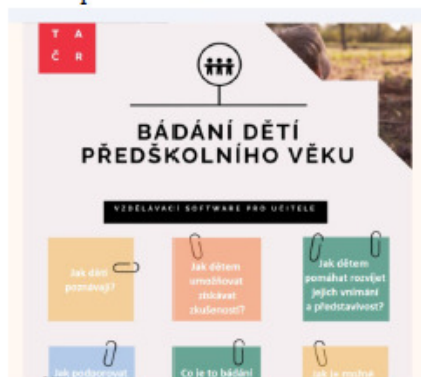 T A
Č R
BÁDÁNÍ DĚTÍ
PŘEDŠKOLNÍHO VĚKU
VZDĚLÁVACÍ SOFTWARE PRO UČITELE
Jak děti
poznávají?
Jak dětem
umožňovat
získávat
zkušenosti?
Jak dětem
pomáhat rozvíjet
jejich vnímání
a představivost?
Jak podporovat
Co je to bádání
Jak je možné